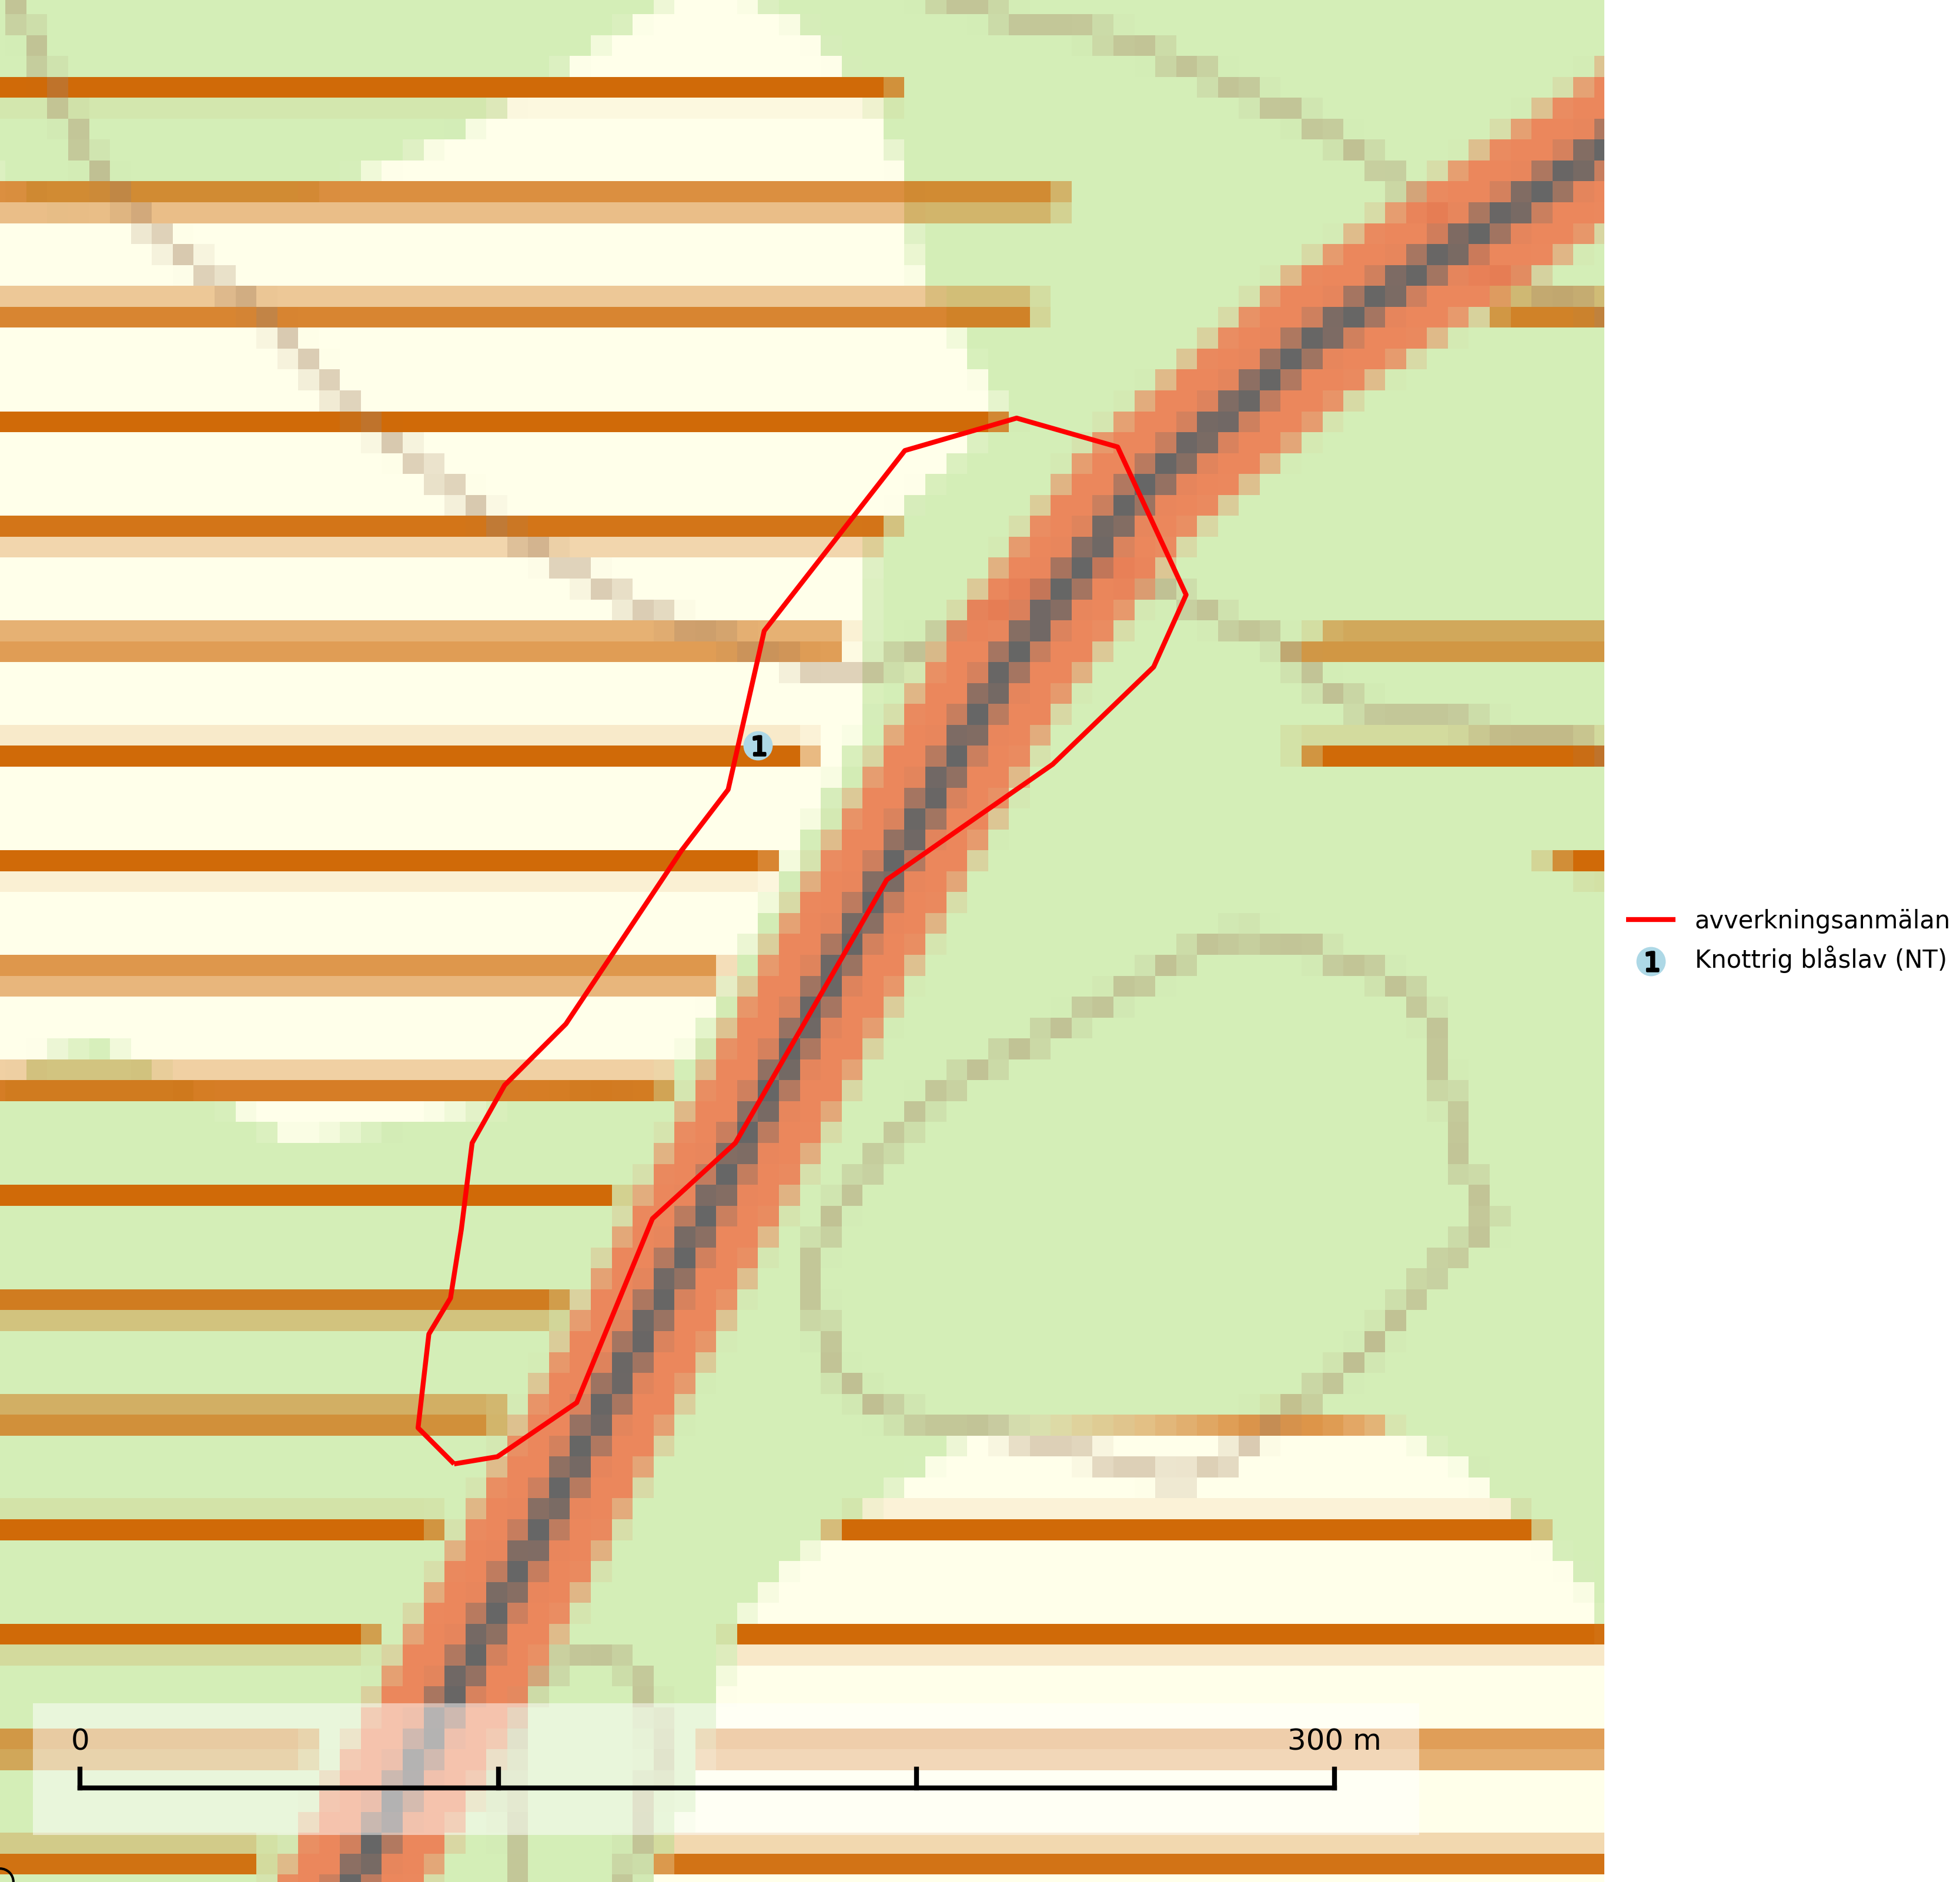 1
avverkningsanmälan
1 Knottrig blåslav (NT)
0 300 m